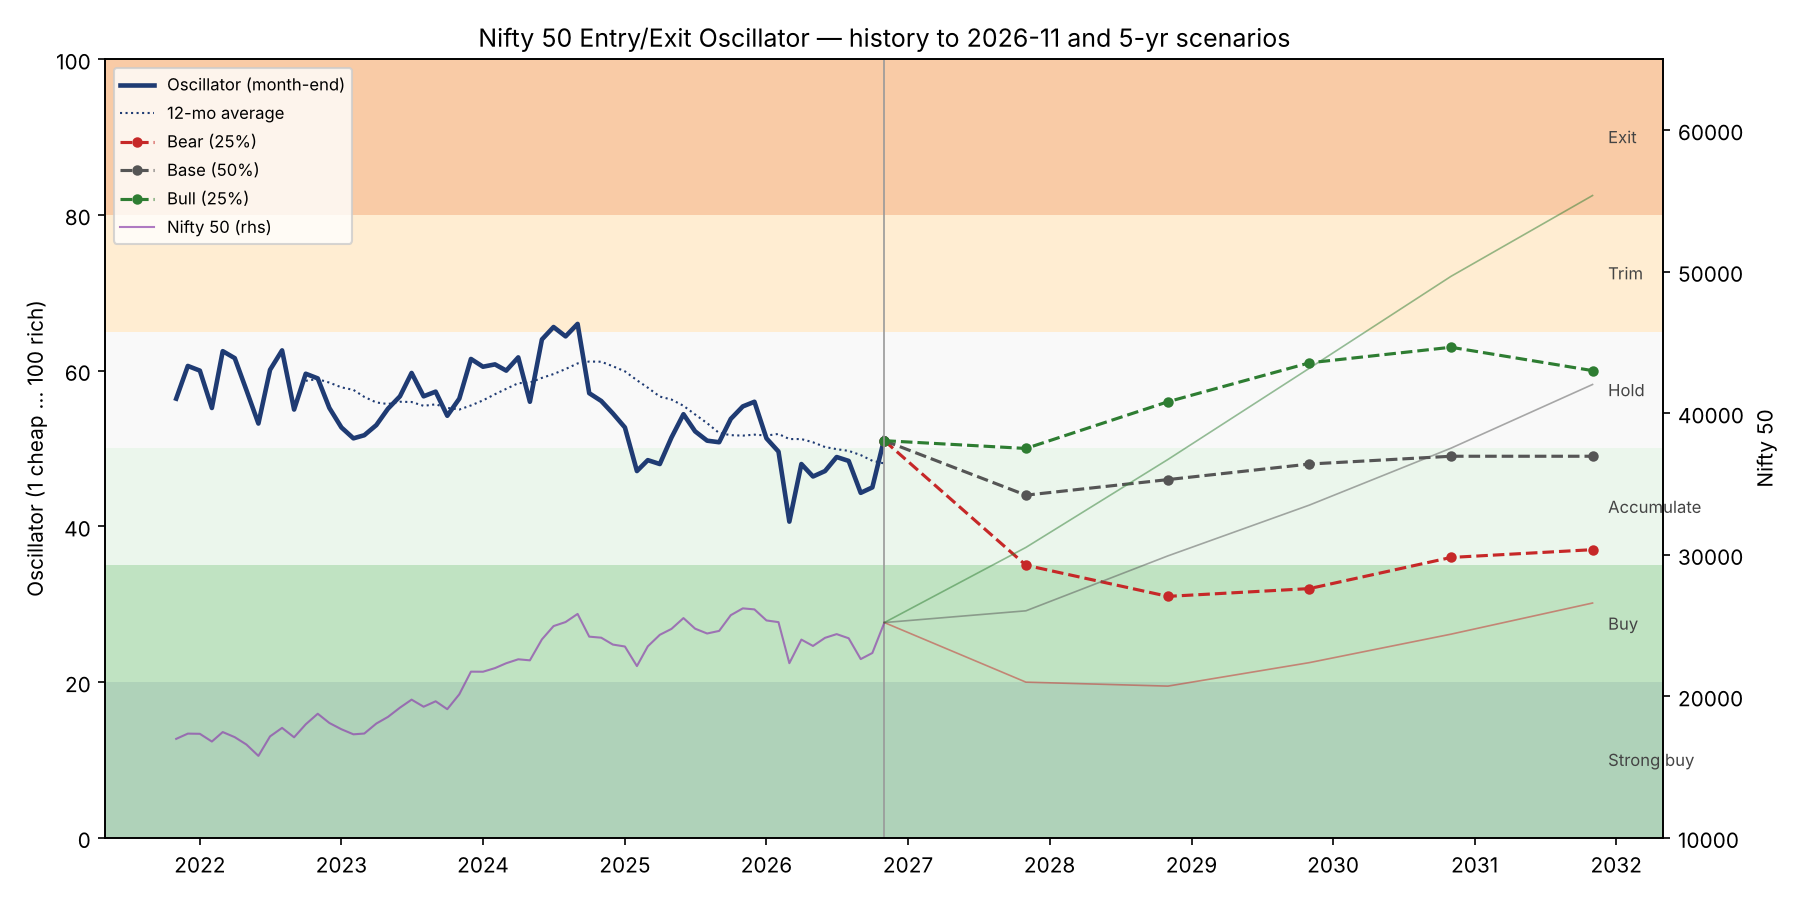 Nifty 50 Entry/Exit Oscillator — history to 2026-11 and 5-yr scenarios
Oscillator (month-end)
12-mo average
Bear (25%)
Base (50%)
Bull (25%)
Nifty 50 (rhs)
Oscillator (1 cheap ... 100 rich)
100
80
60
40
20
0
Exit
Trim
Hold
Accumulate
Buy
Strong buy
60000
50000
40000
30000
20000
10000
Nifty 50
2022 2023 2024 2025 2026 2027 2028 2029 2030 2031 2032